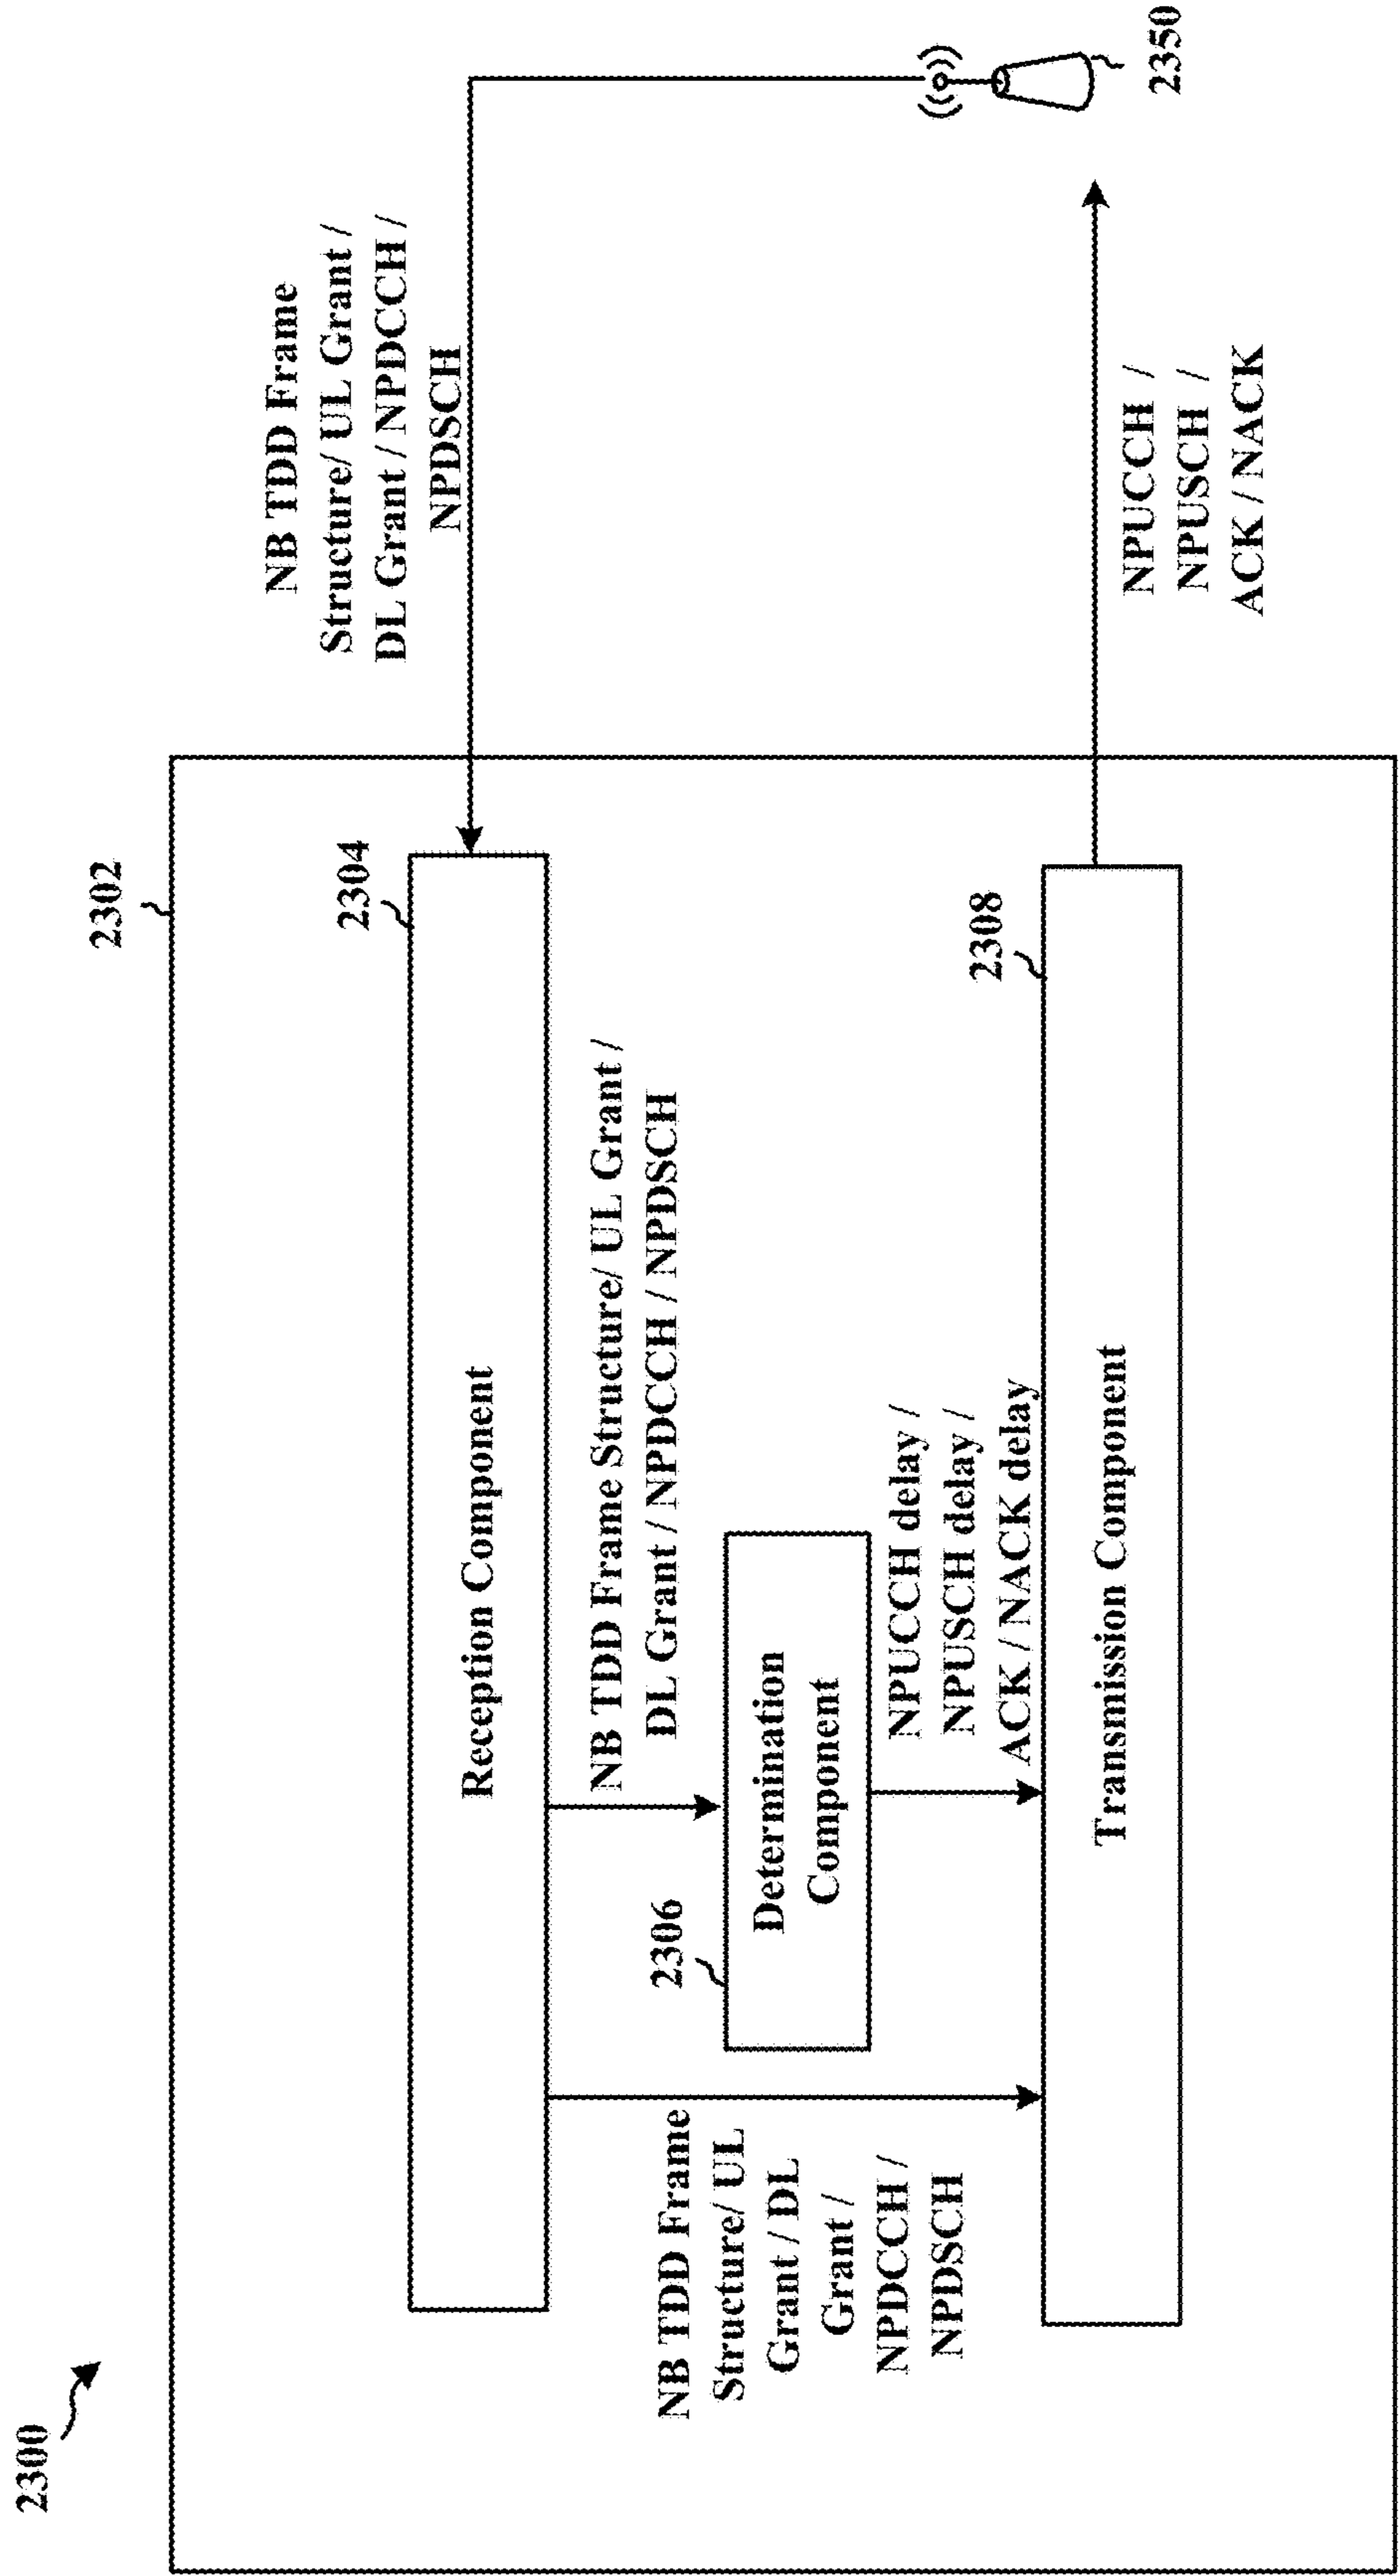 2300
2302
2304
Reception Component
NB TDD Frame
Structure/ UL Grant /
DL Grant / NPDCCH /
NPDSCH
NB TDD Frame Structure/ UL Grant /
DL Grant / NPDCCH / NPDSCH
2306
Determination
Component
NB TDD Frame
Structure/ UL
Grant / DL
Grant /
NPDCCH /
NPDSCH
NPUCCH delay /
NPUSCH delay /
ACK / NACK delay
2308
Transmission Component
NPUCCH /
NPUSCH /
ACK / NACK
2350